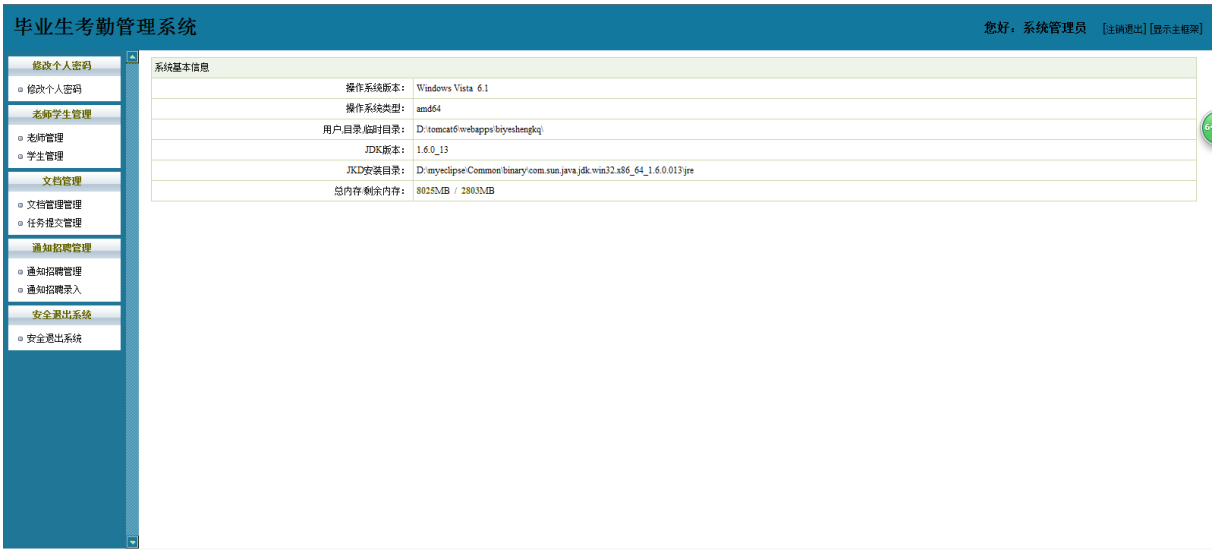 毕业生考勤管理系统
您好：系统管理员 [注销退出] [显示主框架]
修改个人密码
修改个人密码
老师学生管理
老师管理
学生管理
文档管理
文档管理管理
任务提交管理
通知招聘管理
通知招聘管理
通知招聘录入
安全退出系统
安全退出系统
系统基本信息
操作系统版本： Windows Vista 6.1
操作系统类型： amd64
用户,目录,临时目录： D:\tomcat6\webapps\biyeshengkq\
JDK版本： 1.6.0_13
JKD安装目录： D:\myeclipse\Common\binary\com.sun.java.jdk.win32.x86_64_1.6.0.013\jre
总内存/剩余内存： 8025MB / 2803MB